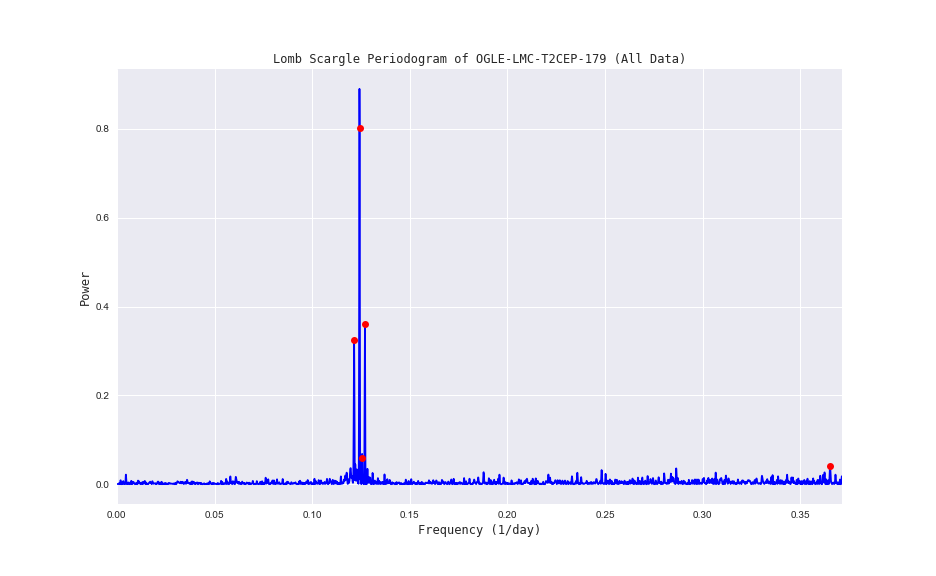 Lomb Scargle Periodogram of OGLE-LMC-T2CEP-179 (All Data)
0.8
0.6
Power
0.4
0.2
0.0
0.00 0.05 0.10 0.15 0.20 0.25 0.30 0.35
Frequency (1/day)